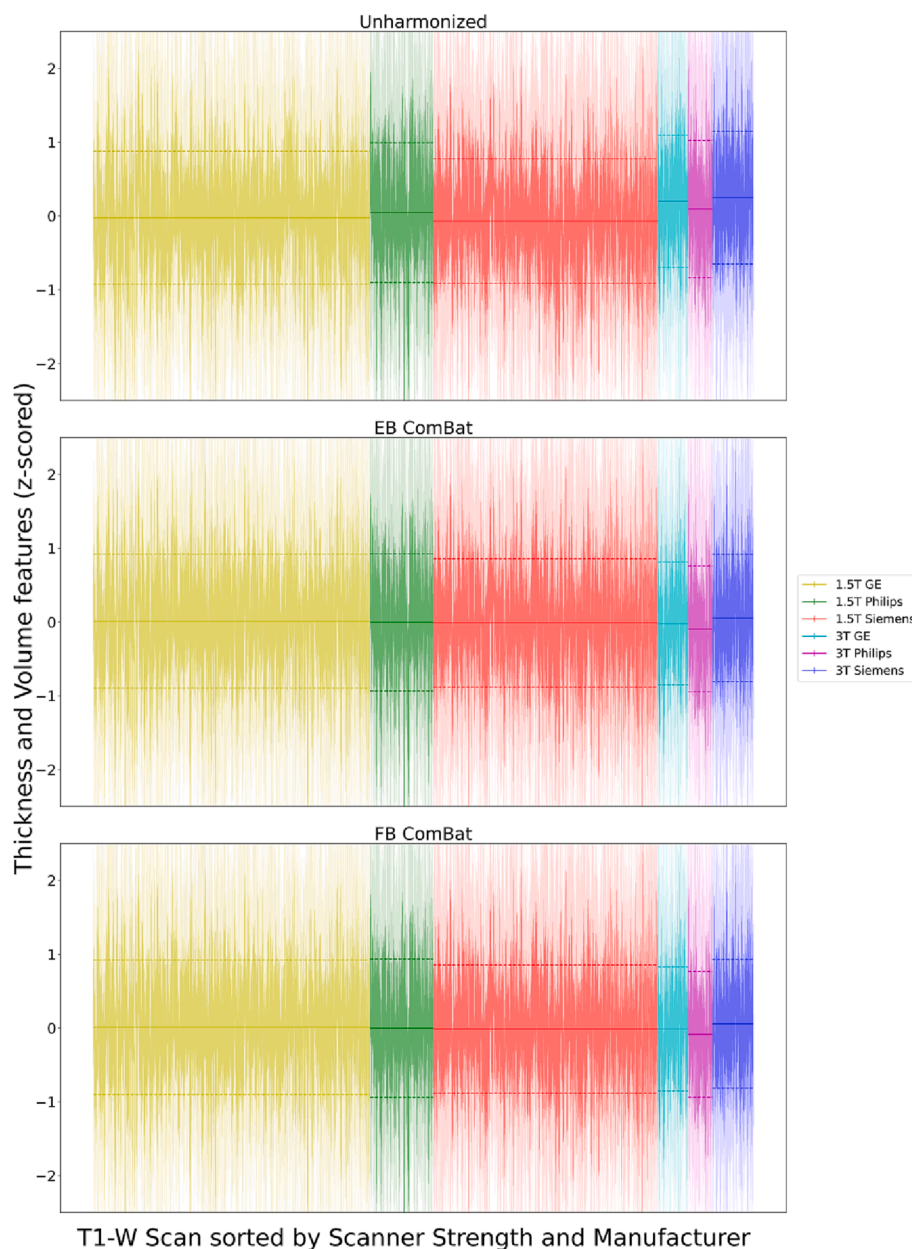 Unharmonized
2
1
0
−1
−2
EB ComBat
2
1
0
−1
−2
FB ComBat
2
1
0
−1
−2
Thickness and Volume features (z-scored)
T1-W Scan sorted by Scanner Strength and Manufacturer
1.5T GE
1.5T Philips
1.5T Siemens
3T GE
3T Philips
3T Siemens